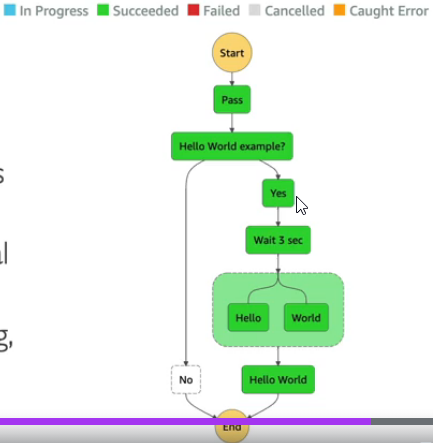 In Progress Succeeded Failed Cancelled Caught Error
Start
Pass
Hello World example?
s
Yes
Wait 3 sec
al
Hello World
g,
No Hello World
End